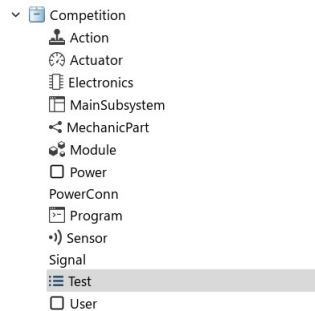 Competition
Action
Actuator
Electronics
MainSubsystem
MechanicPart
Module
Power
PowerConn
Program
Sensor
Signal
Test
User